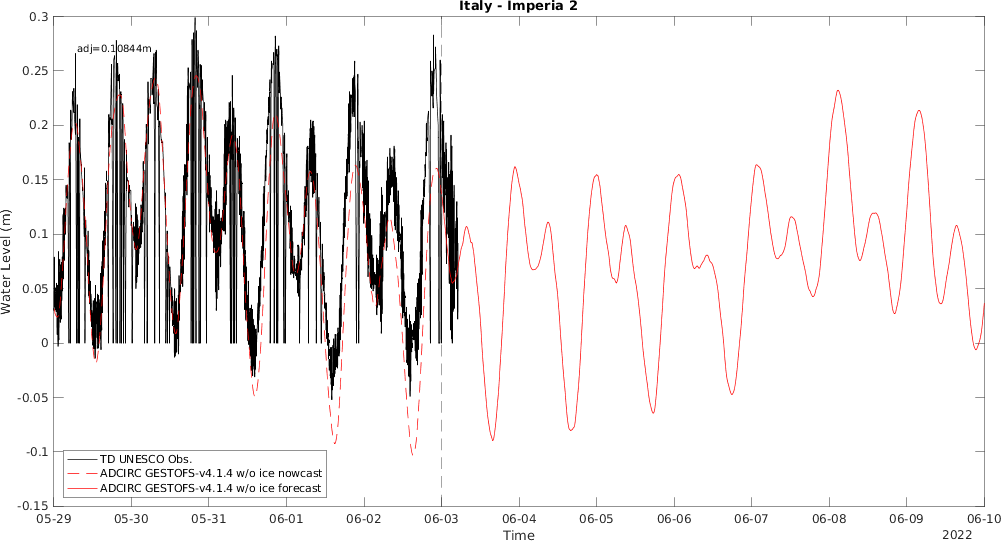 Italy - Imperia 2
adj=0.10844m
0.3
0.25
0.2
0.15
0.1
0.05
0
-0.05
-0.1
-0.15
Water Level (m)
TD UNESCO Obs.
ADCIRC GESTOFS-v4.1.4 w/o ice nowcast
ADCIRC GESTOFS-v4.1.4 w/o ice forecast
05-29 05-30 05-31 06-01 06-02 06-03 06-04 06-05 06-06 06-07 06-08 06-09 06-10
Time
2022